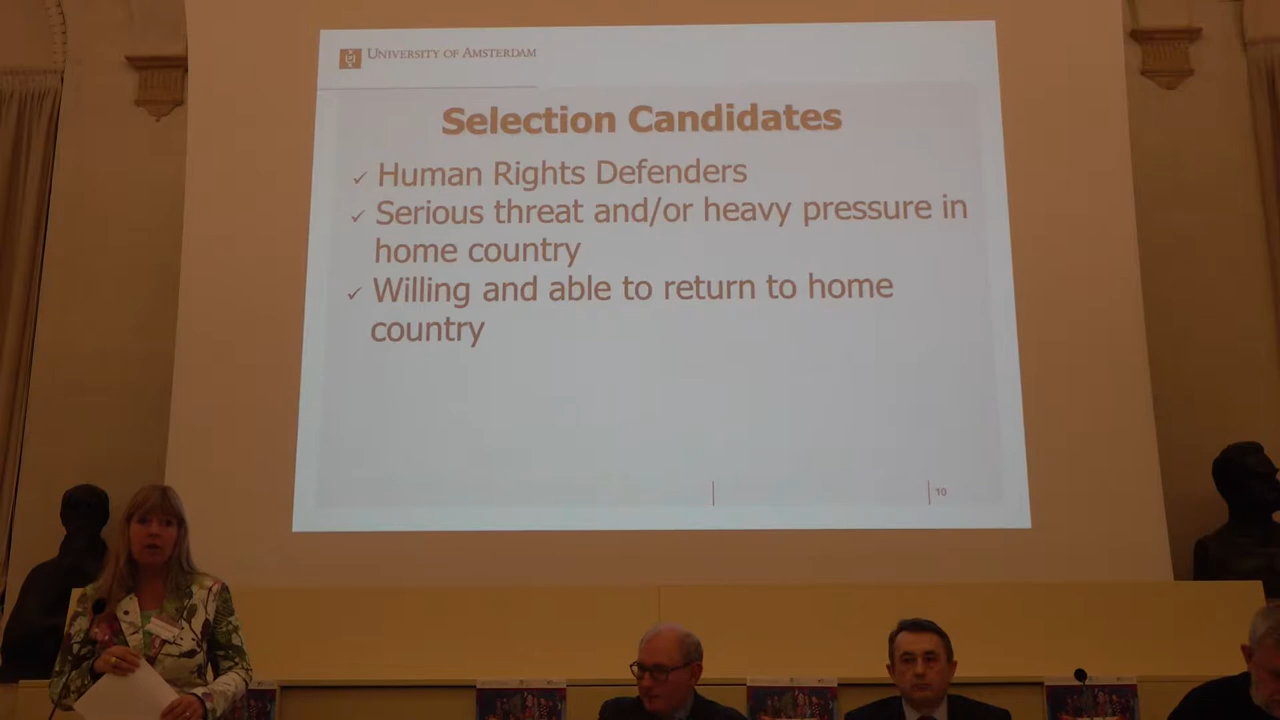 University of Amsterdam
Selection Candidates
✓ Human Rights Defenders
✓ Serious threat and/or heavy pressure in
home country
✓ Willing and able to return to home
country
10